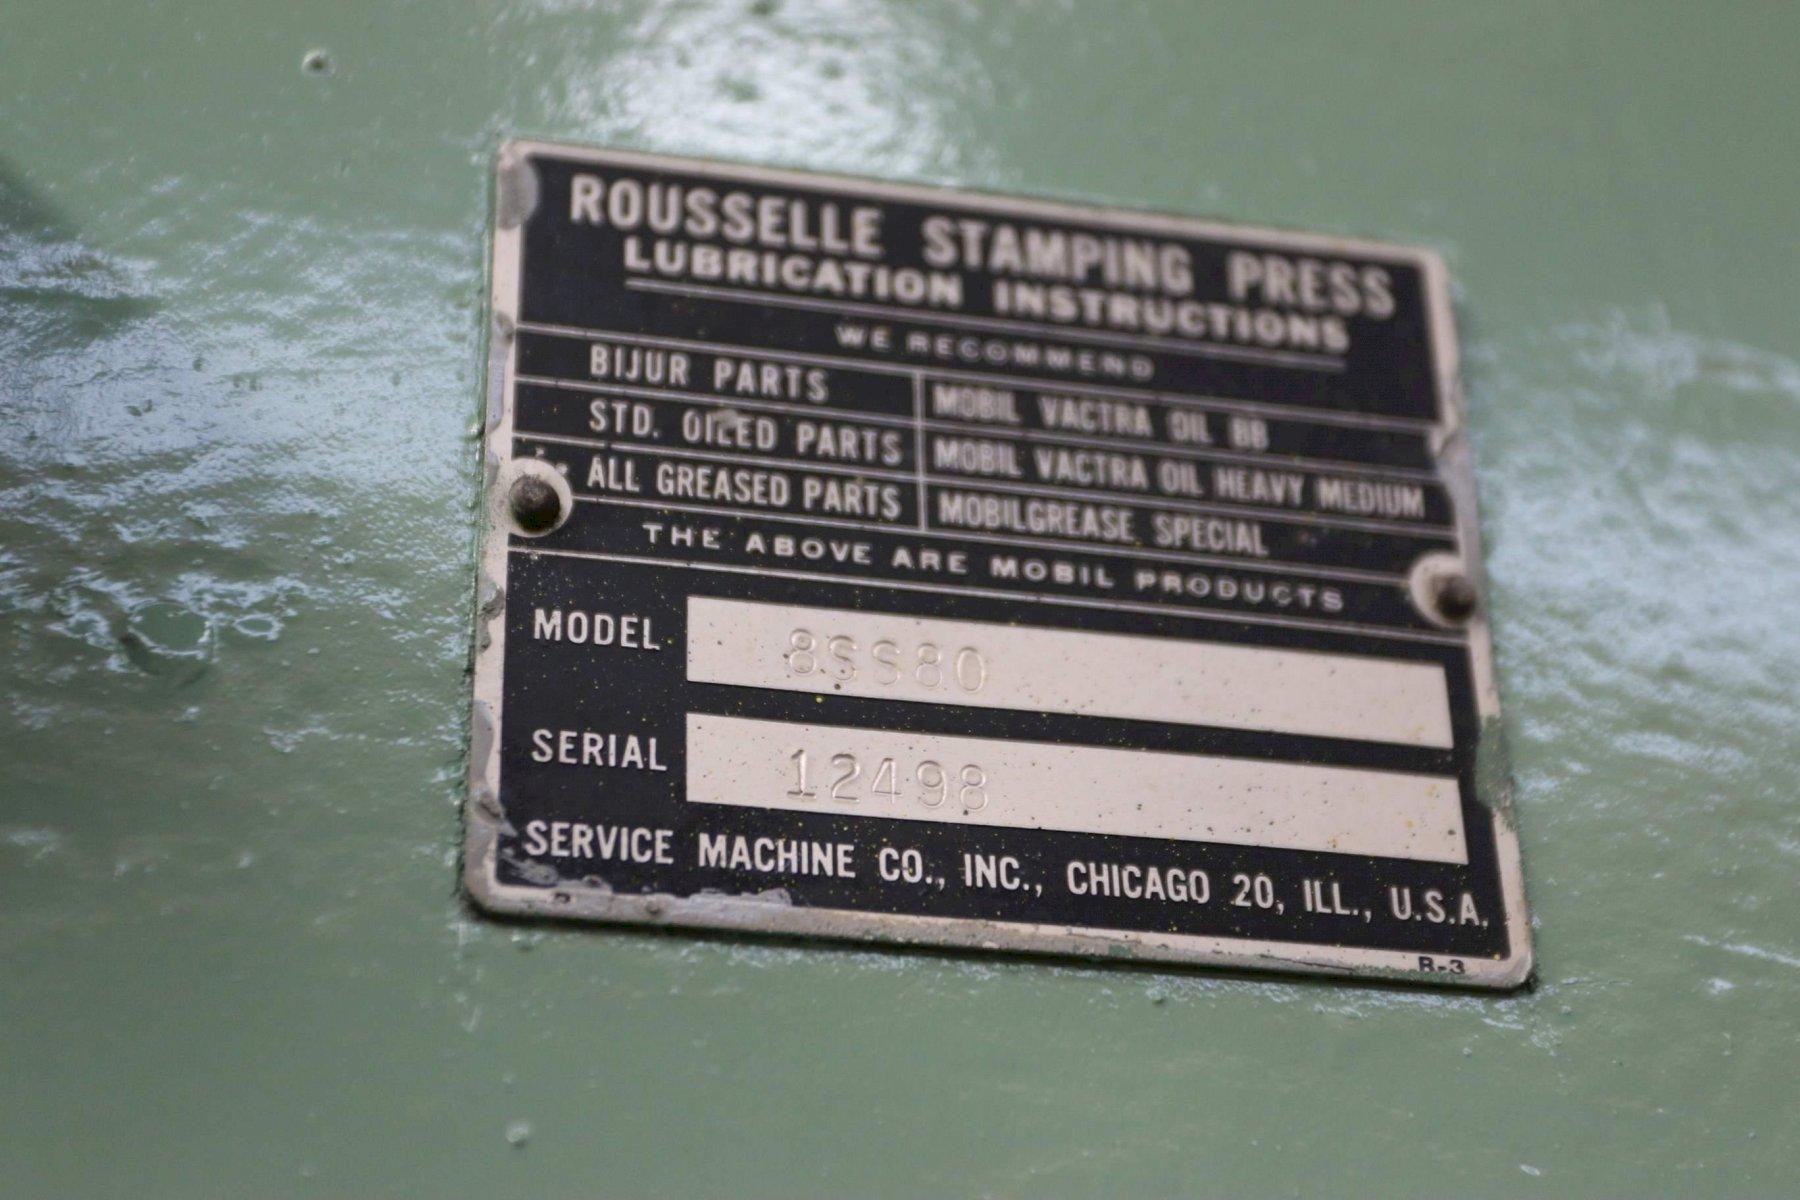 ROUSSELLE STAMPING PRESS
LUBRICATION INSTRUCTIONS
WE RECOMMEND
BIJUR PARTS MOBIL VACTRA OIL BB
STD. OILED PARTS MOBIL VACTRA OIL HEAVY MEDIUM
ALL GREASED PARTS MOBILGREASE SPECIAL
THE ABOVE ARE MOBIL PRODUCTS
MODEL 8SS80
SERIAL 12498
SERVICE MACHINE CO., INC., CHICAGO 20, ILL., U.S.A.
R-3